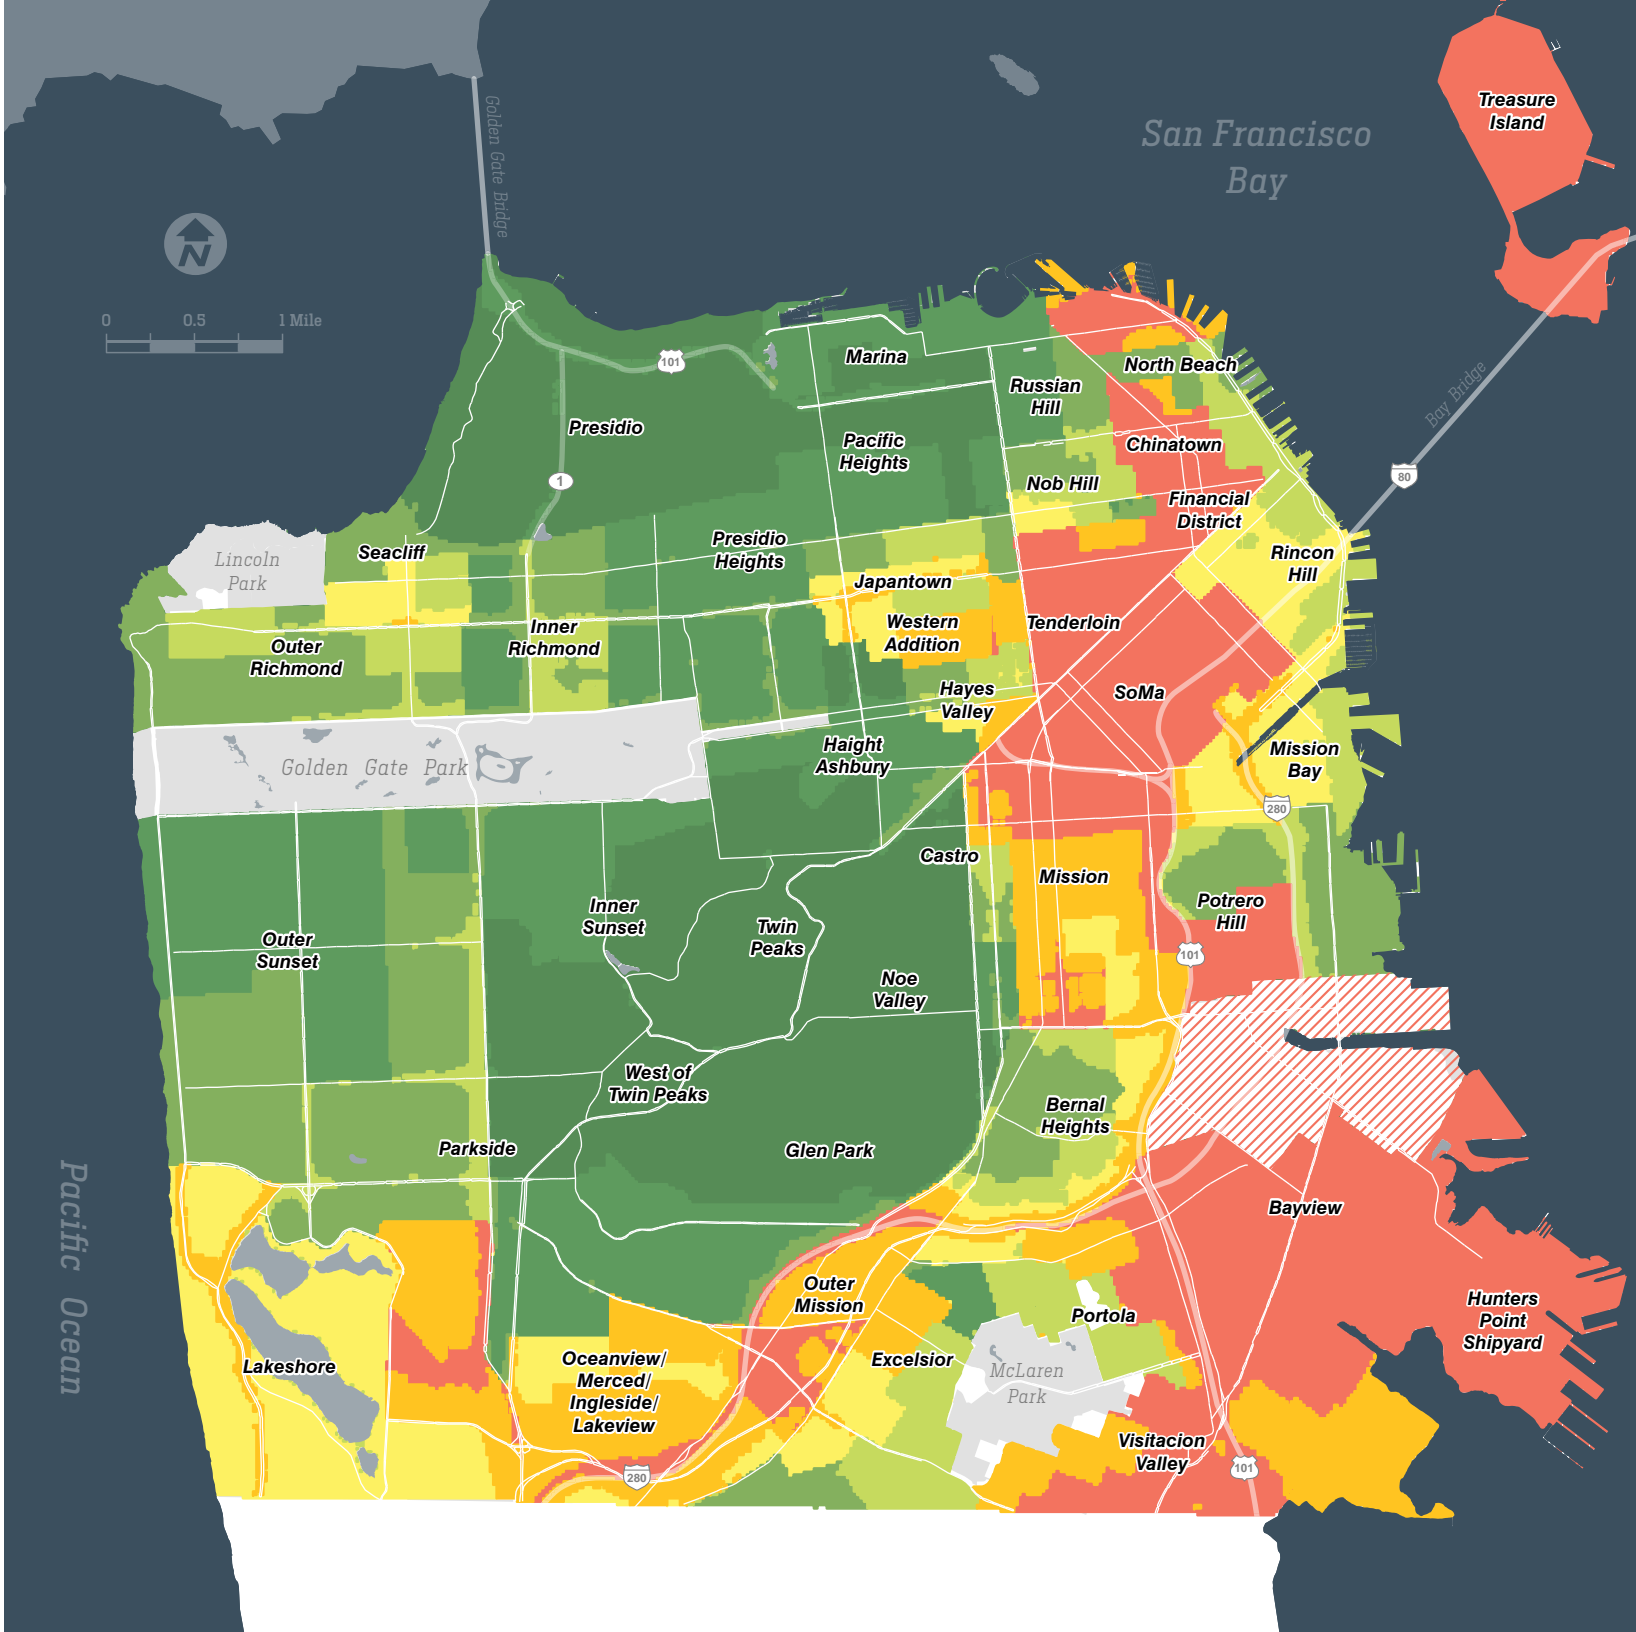 Golden Gate Bridge
San Francisco
Bay
Treasure
Island
N
0
0.5
1 Mile
Bay Bridge
101
Marina
Russian
Hill
North Beach
Presidio
Pacific
Heights
Chinatown
1
Nob Hill
80
Financial
District
Seacliff
Lincoln
Park
Presidio
Heights
Rincon
Hill
Japantown
Outer
Richmond
Inner
Richmond
Western
Addition
Tenderloin
Hayes
Valley
SoMa
Golden Gate Park
Haight
Ashbury
Mission
Bay
280
Castro
Mission
Potrero
Hill
Inner
Sunset
Twin
Peaks
Outer
Sunset
101
Noe
Valley
West of
Twin Peaks
Bernal
Heights
Parkside
Glen Park
Pacific Ocean
Bayview
Outer
Mission
Portola
Hunters
Point
Shipyard
Lakeshore
Oceanview/
Merced/
Ingleside/
Lakeview
Excelsior
McLaren
Park
Visitacion
Valley
280
101